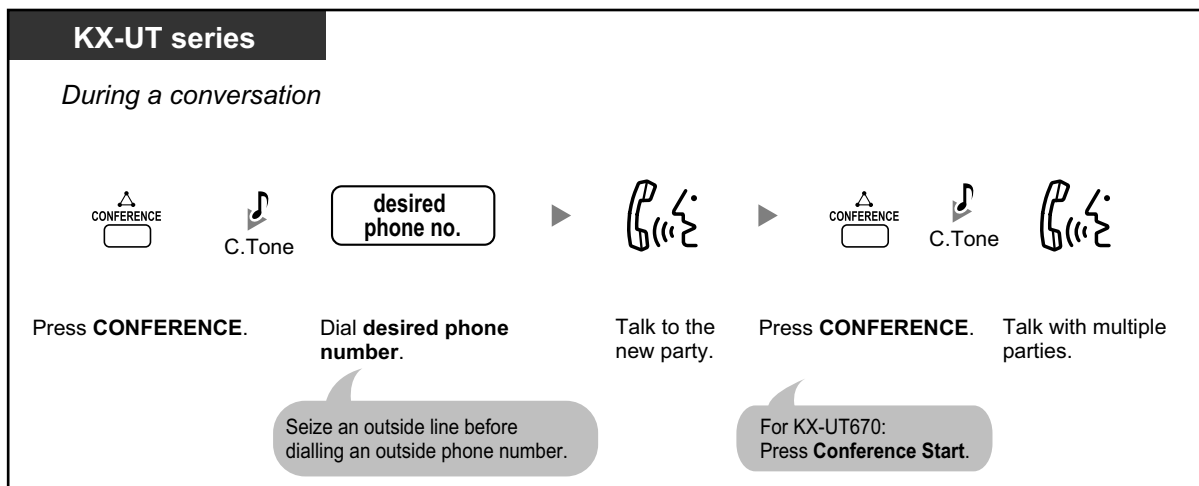 KX-UT series
During a conversation
CONFERENCE
C.Tone
desired
phone no.
CONFERENCE
C.Tone
Press CONFERENCE.
Dial desired phone
number.
Talk to the
new party.
Press CONFERENCE.
Talk with multiple
parties.
Seize an outside line before
dialling an outside phone number.
For KX-UT670:
Press Conference Start.